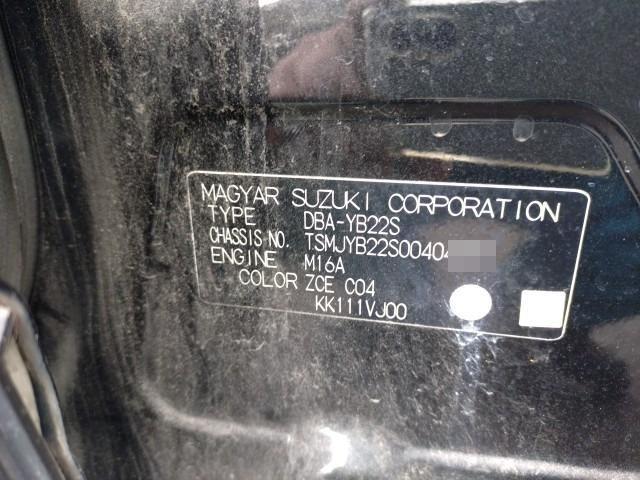 MAGYAR SUZUKI CORPORATION
TYPE DBA-YB22S
CHASSIS NO. TSMJYB22S00404
ENGINE M16A
COLOR ZCE C04
KK111VJ00